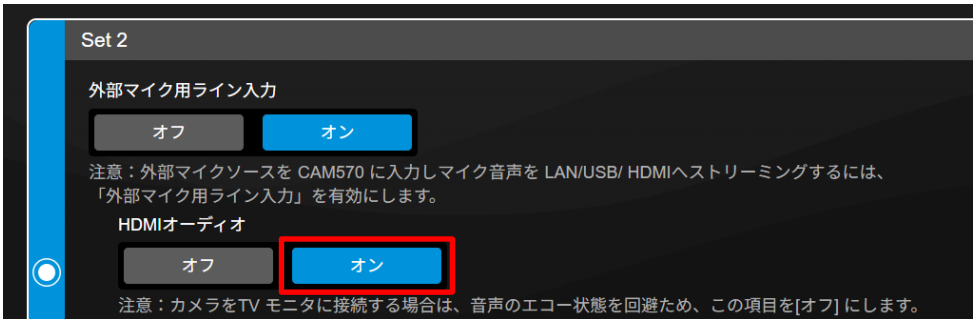 Set 2
外部マイク用ライン入力
オフ オン
注意：外部マイクソースを CAM570 に入力しマイク音声を LAN/USB/ HDMIへストリーミングするには、
「外部マイク用ライン入力」を有効にします。
HDMIオーディオ
オフ オン
注意：カメラをTV モニタに接続する場合は、音声のエコー状態を回避ため、この項目を[オフ] にします。